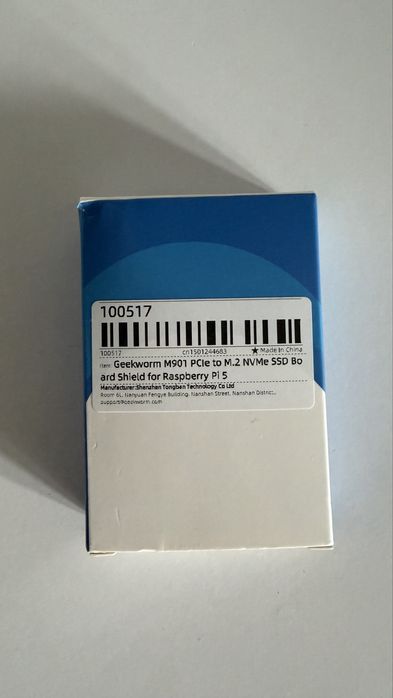 100517
100517 cn1501244683 ★ Made In China
Item: Geekworm M901 PCIe to M.2 NVMe SSD Bo
ard Shield for Raspberry Pi 5
Manufacturer:Shenzhen Tongban Technology Co Ltd
Room 6L, Nanyuan Fengye Building, Nanshan Street, Nanshan District,.
support@geekworm.com